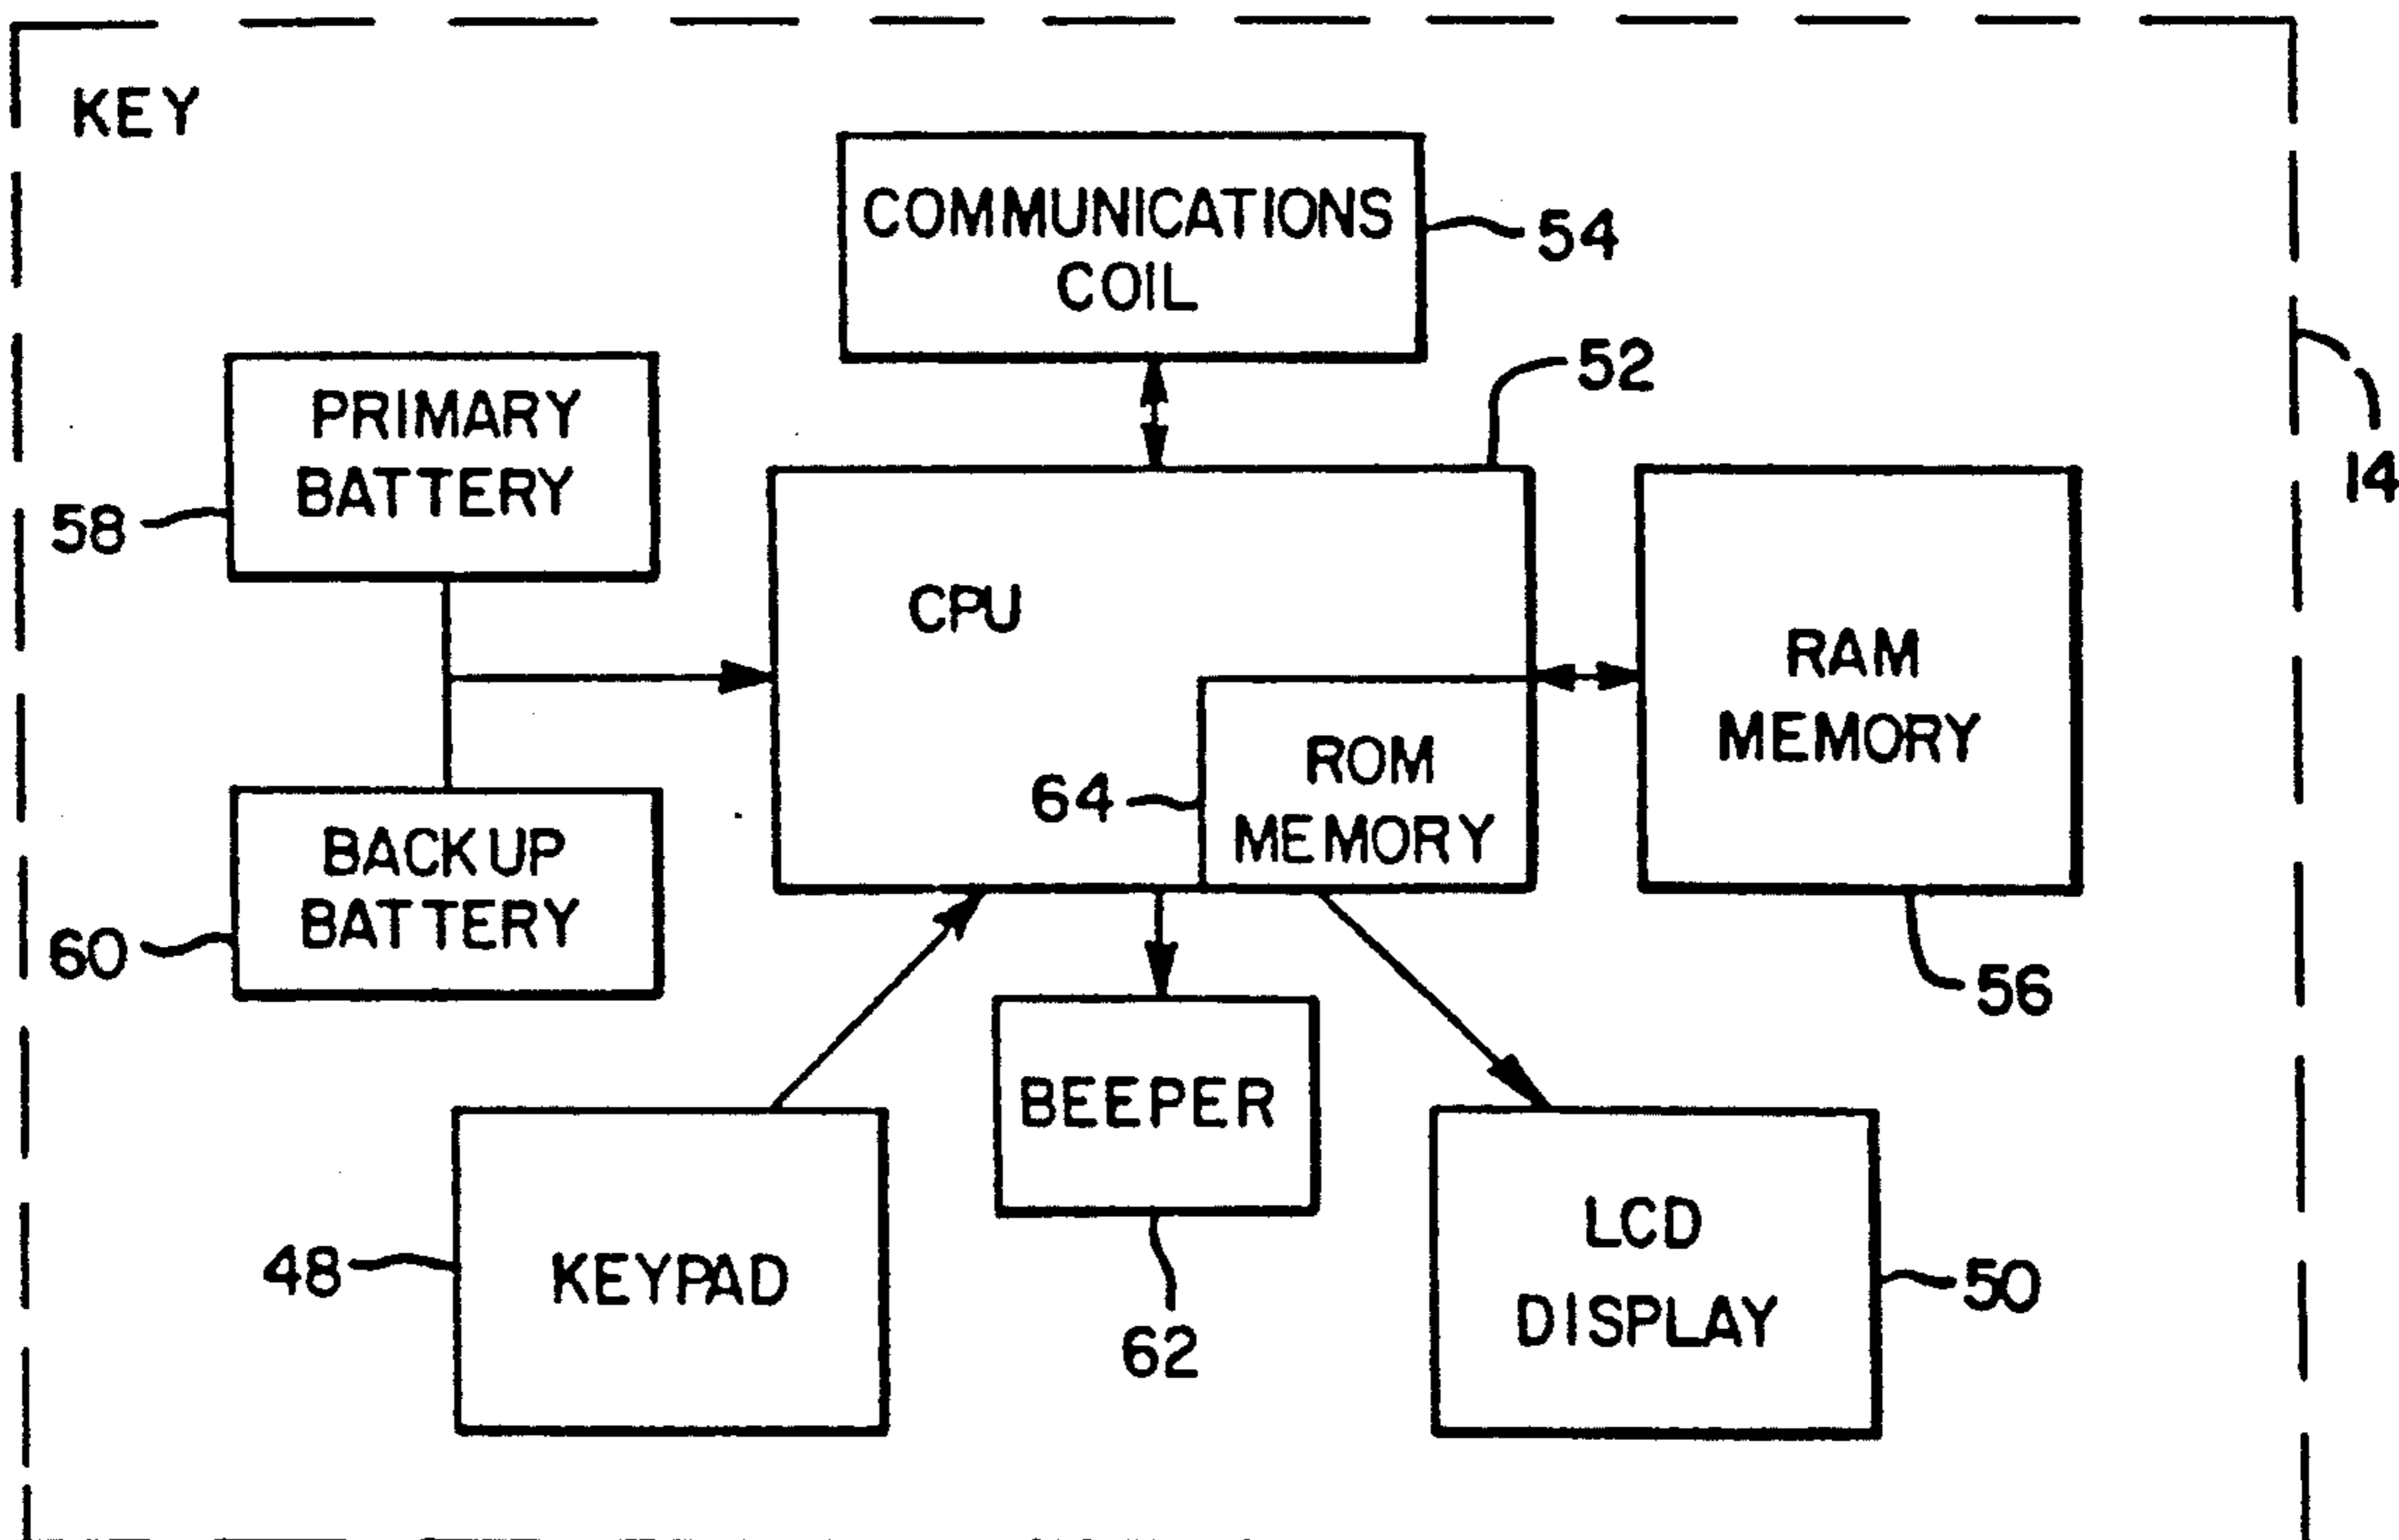 KEY
COMMUNICATIONS
COIL
54
52
14
PRIMARY
BATTERY
58
CPU
RAM
MEMORY
56
ROM
MEMORY
64
BACKUP
BATTERY
60
BEEPER
62
KEYPAD
48
LCD
DISPLAY
50